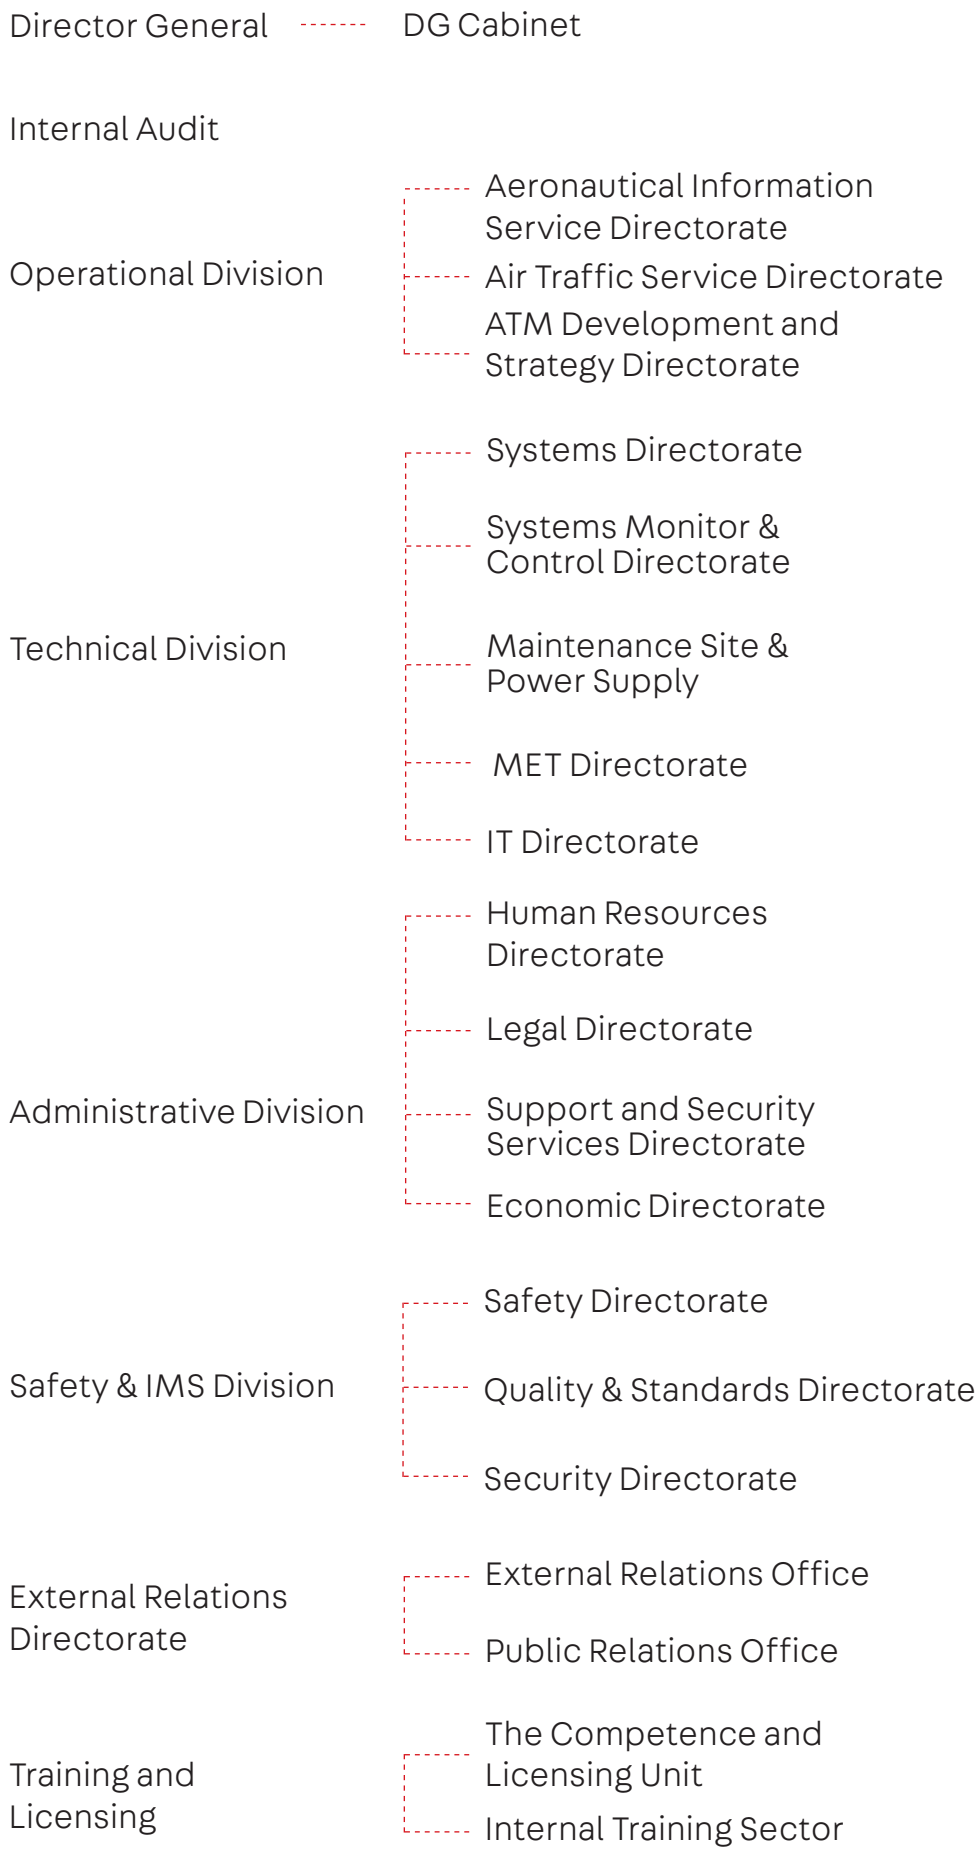 Director General
DG Cabinet
Internal Audit
Operational Division
Aeronautical Information
Service Directorate
Air Traffic Service Directorate
ATM Development and
Strategy Directorate
Technical Division
Systems Directorate
Systems Monitor &
Control Directorate
Maintenance Site &
Power Supply
MET Directorate
IT Directorate
Administrative Division
Human Resources
Directorate
Legal Directorate
Support and Security
Services Directorate
Economic Directorate
Safety & IMS Division
Safety Directorate
Quality & Standards Directorate
Security Directorate
External Relations
Directorate
External Relations Office
Public Relations Office
Training and
Licensing
The Competence and
Licensing Unit
Internal Training Sector